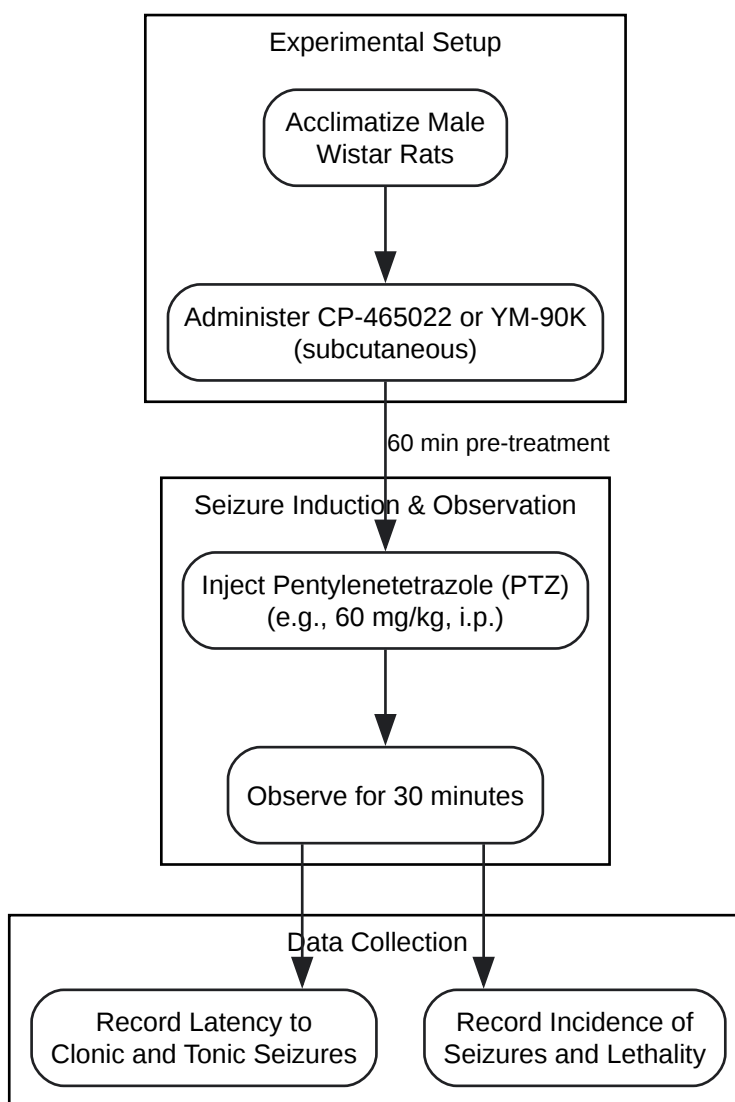 Experimental Setup
Acclimatize Male
Wistar Rats
Administer CP-465022 or YM-90K
(subcutaneous)
60 min pre-treatment
Seizure Induction & Observation
Inject Pentylenetetrazole (PTZ)
(e.g., 60 mg/kg, i.p.)
Observe for 30 minutes
Data Collection
Record Latency to
Clonic and Tonic Seizures
Record Incidence of
Seizures and Lethality